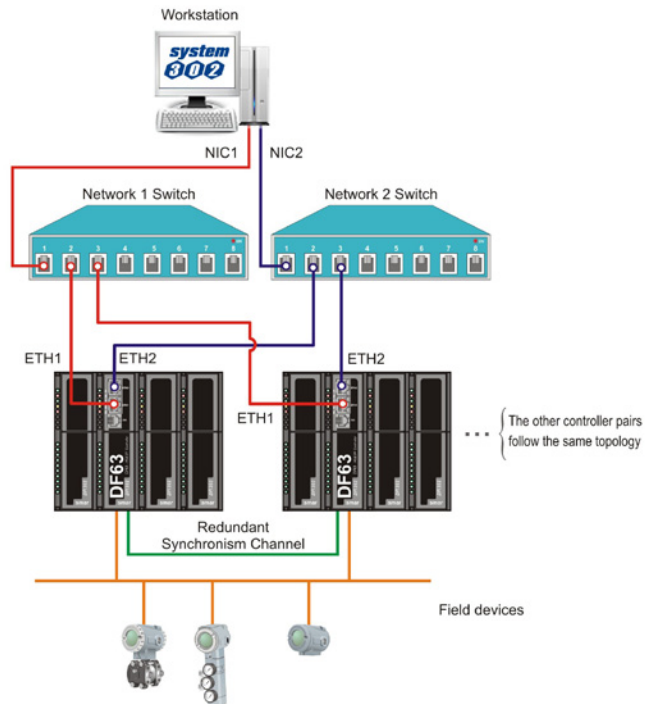 Workstation
system
302
NIC1
NIC2
Network 1 Switch
Network 2 Switch
1 2 3 4 5 6 7 8
1 2 3 4 5 6 7 8
ETH1
ETH2
ETH2
ETH1
DF63
DF63
The other controller pairs
follow the same topology
Redundant
Synchronism Channel
Field devices